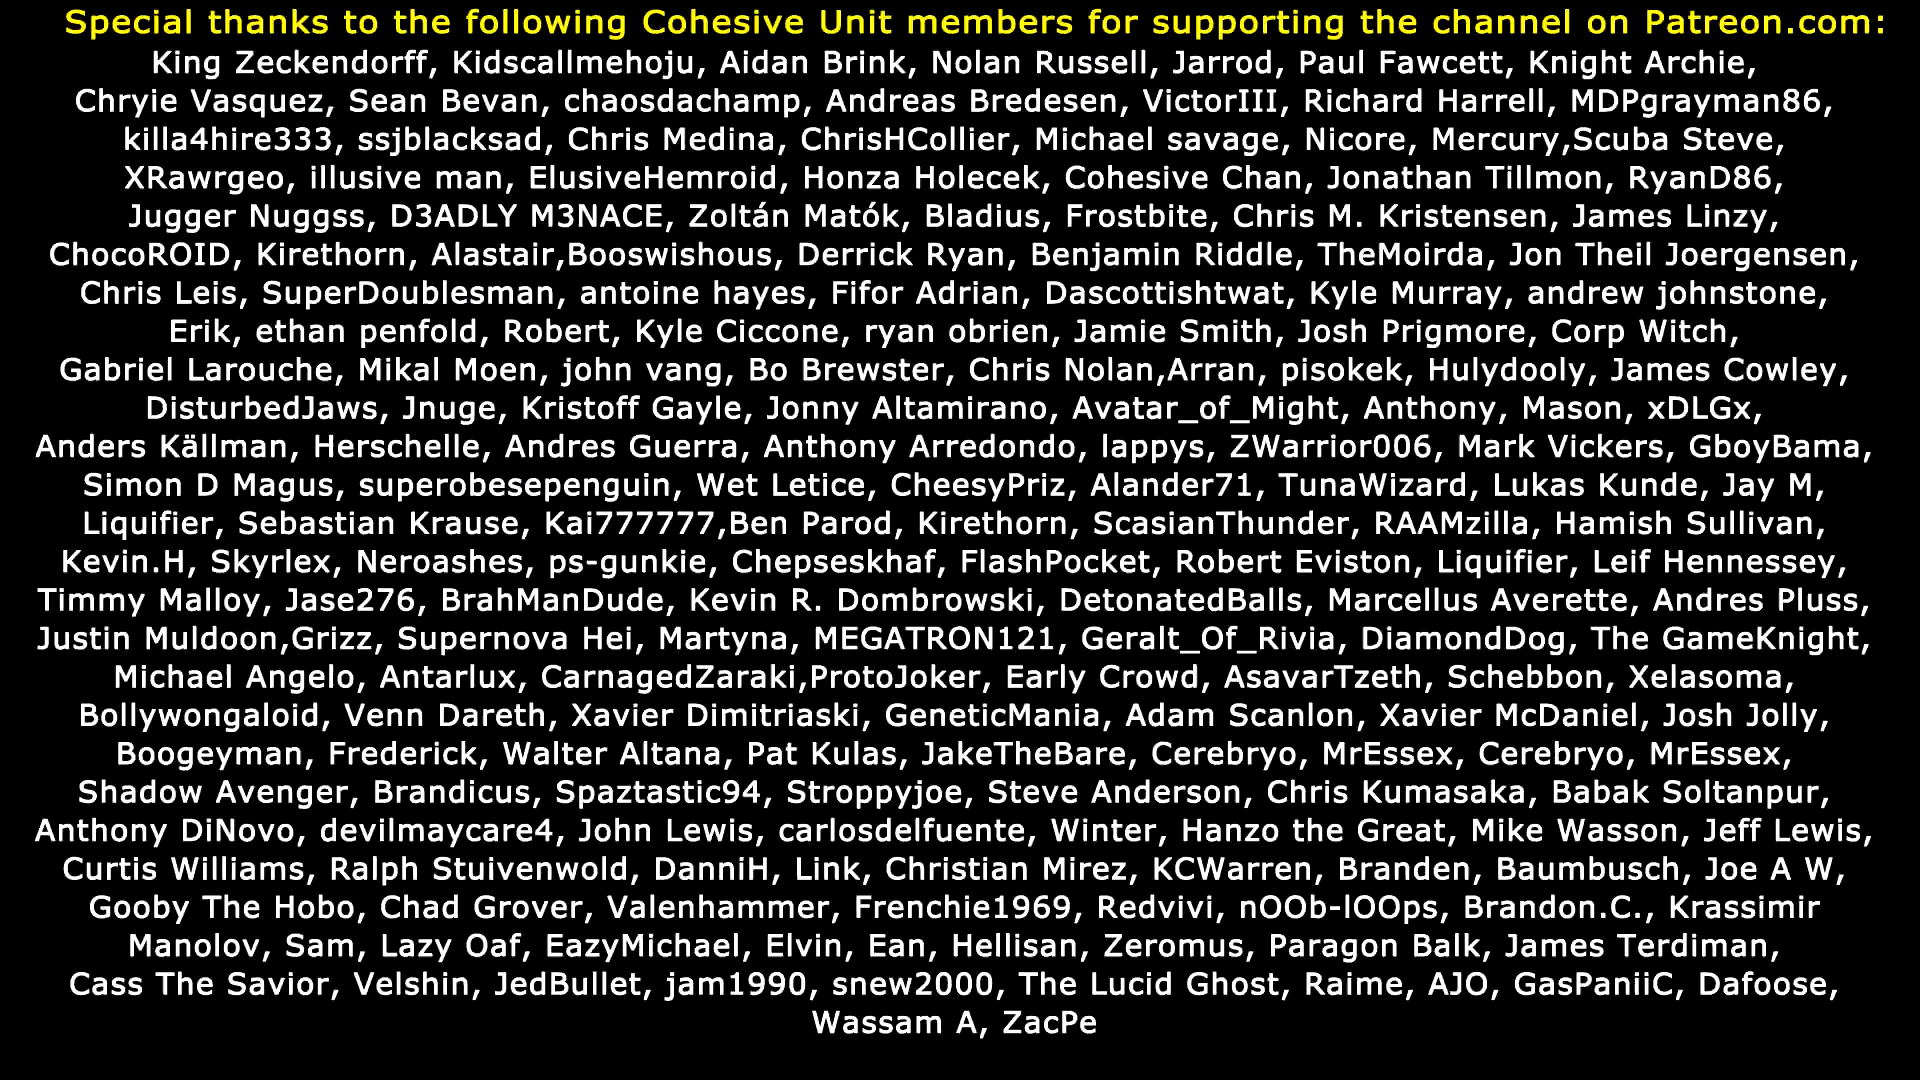 Special thanks to the following Cohesive Unit members for supporting the channel on Patreon.com:
King Zeckendorff, Kidscallmehoju, Aidan Brink, Nolan Russell, Jarrod, Paul Fawcett, Knight Archie,
Chryie Vasquez, Sean Bevan, chaosdachamp, Andreas Bredesen, VictorIII, Richard Harrell, MDPgrayman86,
killa4hire333, ssjblacksad, Chris Medina, ChrisHCollier, Michael savage, Nicore, Mercury,Scuba Steve,
XRawrgeo, illusive man, ElusiveHemroid, Honza Holecek, Cohesive Chan, Jonathan Tillmon, RyanD86,
Jugger Nuggss, D3ADLY M3NACE, Zoltán Matók, Bladius, Frostbite, Chris M. Kristensen, James Linzy,
ChocoROID, Kirethorn, Alastair,Booswishous, Derrick Ryan, Benjamin Riddle, TheMoirda, Jon Theil Joergensen,
Chris Leis, SuperDoublesman, antoine hayes, Fifor Adrian, Dascottishtwat, Kyle Murray, andrew johnstone,
Erik, ethan penfold, Robert, Kyle Ciccone, ryan obrien, Jamie Smith, Josh Prigmore, Corp Witch,
Gabriel Larouche, Mikal Moen, john vang, Bo Brewster, Chris Nolan,Arran, pisokek, Hulydooly, James Cowley,
DisturbedJaws, Jnuge, Kristoff Gayle, Jonny Altamirano, Avatar_of_Might, Anthony, Mason, xDLGx,
Anders Källman, Herschelle, Andres Guerra, Anthony Arredondo, lappys, ZWarrior006, Mark Vickers, GboyBama,
Simon D Magus, superobesepenguin, Wet Letice, CheesyPriz, Alander71, TunaWizard, Lukas Kunde, Jay M,
Liquifier, Sebastian Krause, Kai777777,Ben Parod, Kirethorn, ScasianThunder, RAAMzilla, Hamish Sullivan,
Kevin.H, Skyrlex, Neroashes, ps-gunkie, Chepseskhaf, FlashPocket, Robert Eviston, Liquifier, Leif Hennessey,
Timmy Malloy, Jase276, BrahManDude, Kevin R. Dombrowski, DetonatedBalls, Marcellus Averette, Andres Pluss,
Justin Muldoon,Grizz, Supernova Hei, Martyna, MEGATRON121, Geralt_Of_Rivia, DiamondDog, The GameKnight,
Michael Angelo, Antarlux, CarnagedZaraki,ProtoJoker, Early Crowd, AsavarTzeth, Schebbon, Xelasoma,
Bollywongaloid, Venn Dareth, Xavier Dimitriaski, GeneticMania, Adam Scanlon, Xavier McDaniel, Josh Jolly,
Boogeyman, Frederick, Walter Altana, Pat Kulas, JakeTheBare, Cerebryo, MrEssex, Cerebryo, MrEssex,
Shadow Avenger, Brandicus, Spaztastic94, Stroppyjoe, Steve Anderson, Chris Kumasaka, Babak Soltanpur,
Anthony DiNovo, devilmaycare4, John Lewis, carlosdelfuente, Winter, Hanzo the Great, Mike Wasson, Jeff Lewis,
Curtis Williams, Ralph Stuivenwold, DanniH, Link, Christian Mirez, KCWarren, Branden, Baumbusch, Joe A W,
Gooby The Hobo, Chad Grover, Valenhammer, Frenchie1969, Redvivi, nOOb-lOOps, Brandon.C., Krassimir
Manolov, Sam, Lazy Oaf, EazyMichael, Elvin, Ean, Hellisan, Zeromus, Paragon Balk, James Terdiman,
Cass The Savior, Velshin, JedBullet, jam1990, snew2000, The Lucid Ghost, Raime, AJO, GasPaniiC, Dafoose,
Wassam A, ZacPe